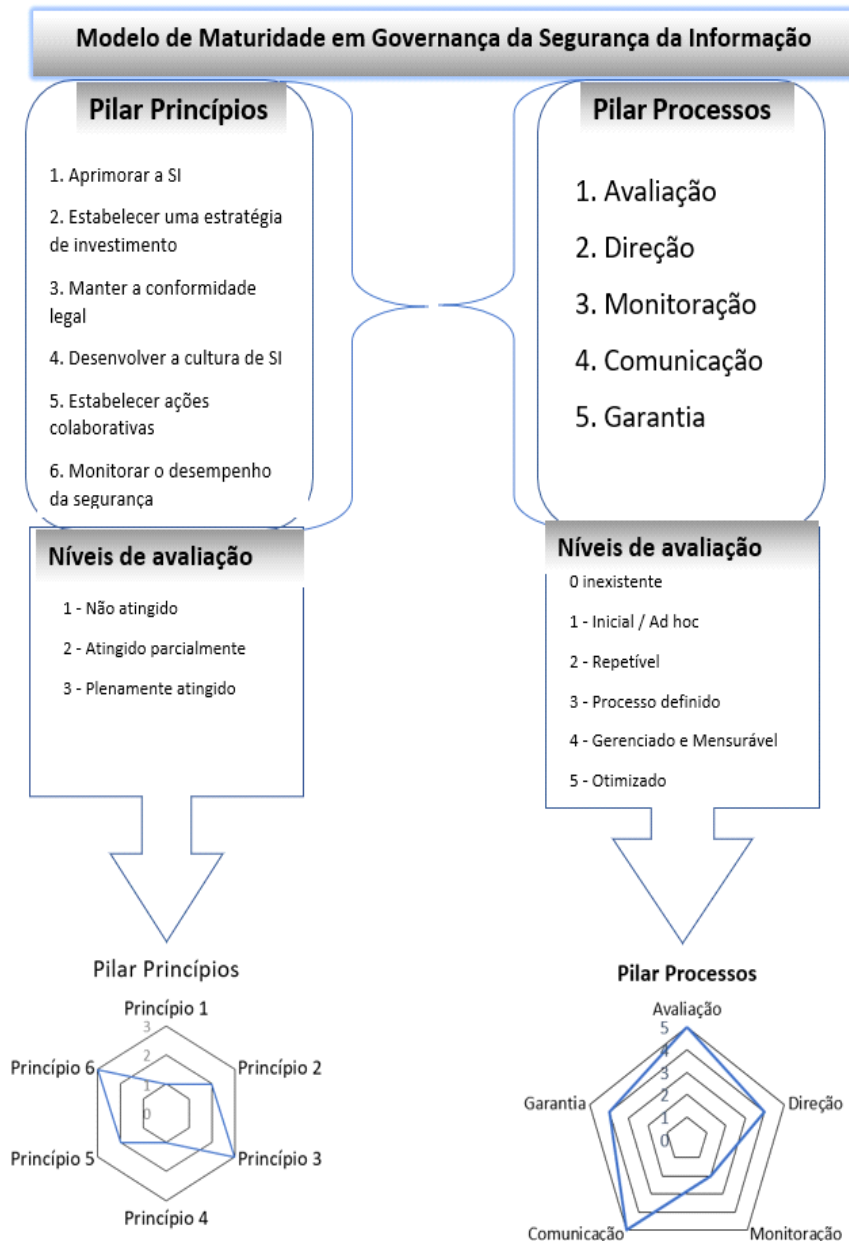 Modelo de Maturidade em Governança da Segurança da Informação
Pilar Princípios
1. Aprimorar a SI
2. Estabelecer uma estratégia
de investimento
3. Manter a conformidade
legal
4. Desenvolver a cultura de SI
5. Estabelecer ações
colaborativas
6. Monitorar o desempenho
da segurança
Pilar Processos
1. Avaliação
2. Direção
3. Monitoração
4. Comunicação
5. Garantia
Níveis de avaliação
1 - Não atingido
2 - Atingido parcialmente
3 - Plenamente atingido
Níveis de avaliação
0 inexistente
1 - Inicial / Ad hoc
2 - Repetível
3 - Processo definido
4 - Gerenciado e Mensurável
5 - Otimizado
Pilar Princípios
Princípio 1
3
Princípio 6
2
Princípio 2
1
0
Princípio 5
Princípio 3
Princípio 4
Pilar Processos
Avaliação
5
4
3
Garantia
2
Direção
1
0
Comunicação
Monitoração